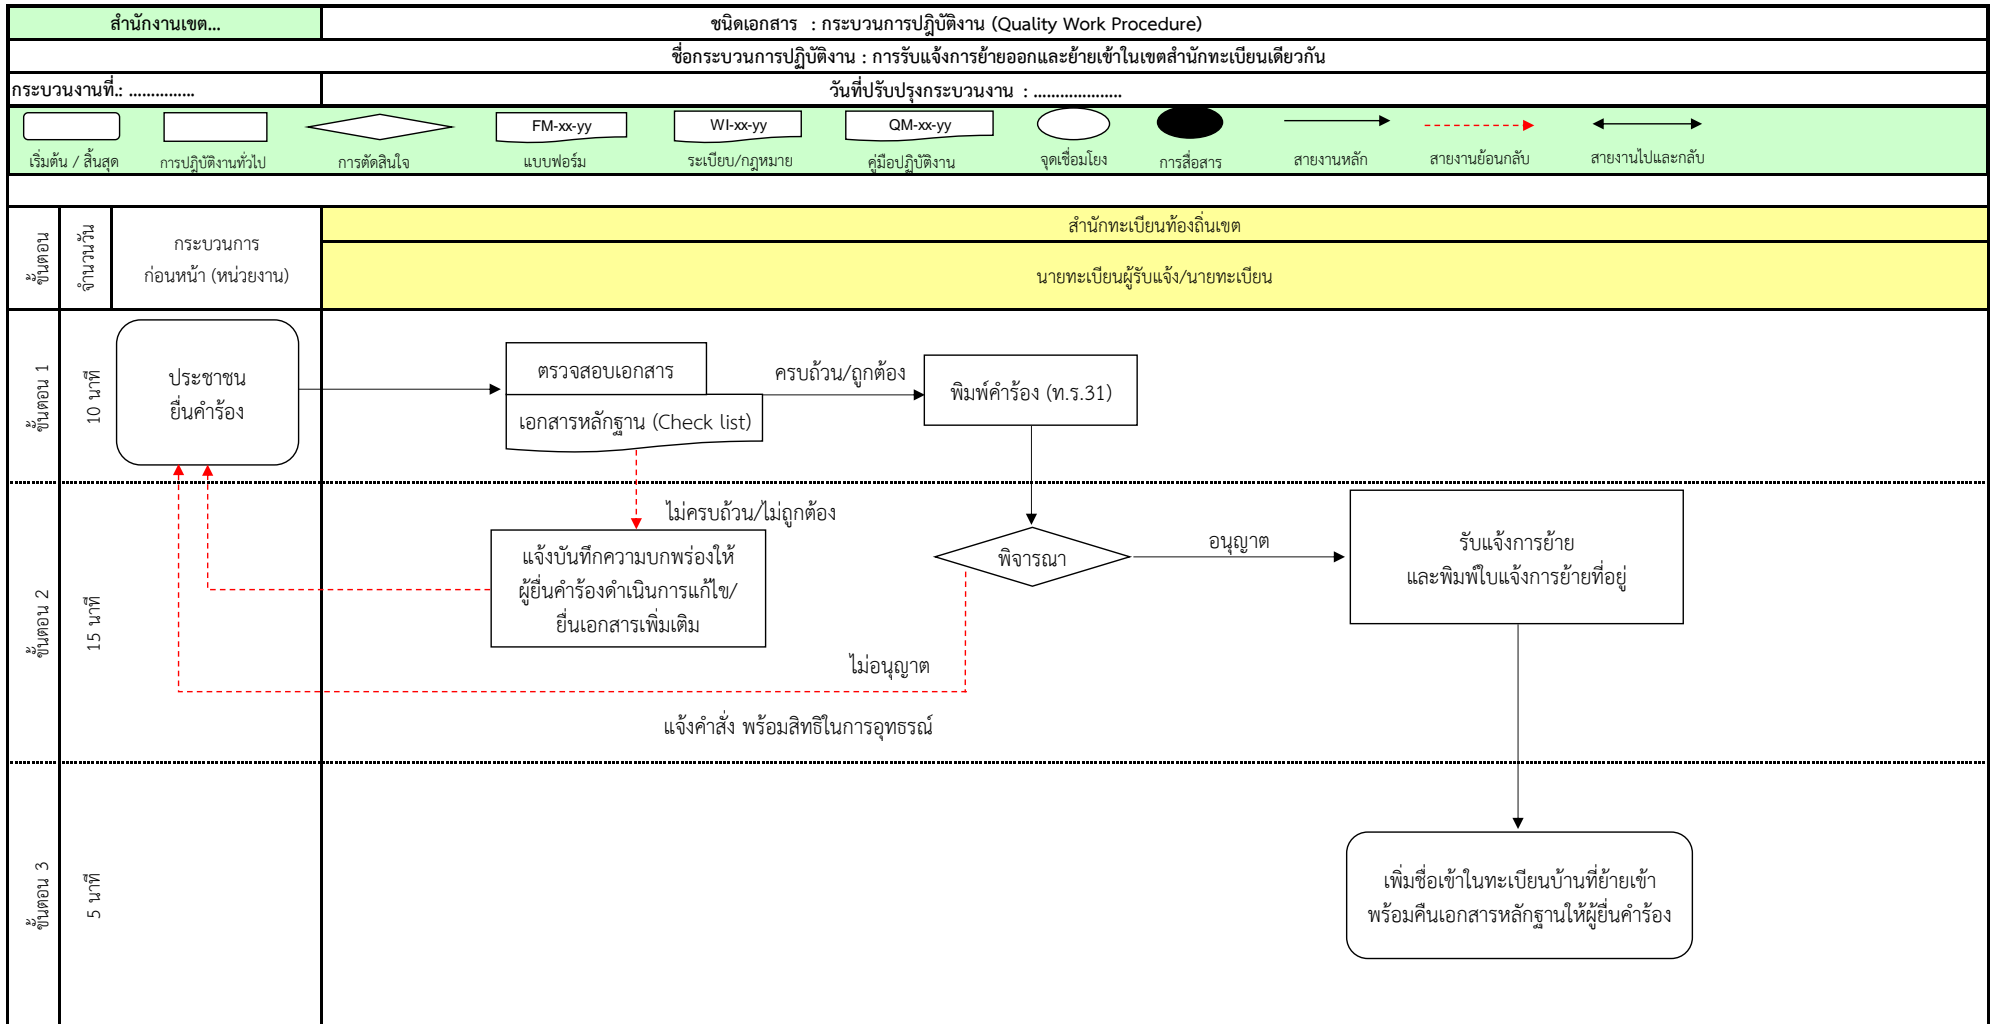 สำนักงานเขต...
ชนิดเอกสาร : กระบวนการปฏิบัติงาน (Quality Work Procedure)
ชื่อกระบวนการปฏิบัติงาน : การรับแจ้งการย้ายออกและย้ายเข้าในเขตสำนักทะเบียนเดียวกัน
กระบวนงานที่.: ...............
วันที่ปรับปรุงกระบวนงาน : ....................
FM-xx-yy
WI-xx-yy
QM-xx-yy
เริ่มต้น / สิ้นสุด
การปฏิบัติงานทั่วไป
การตัดสินใจ
แบบฟอร์ม
ระเบียบ/กฎหมาย
คู่มือปฏิบัติงาน
จุดเชื่อมโยง
การสื่อสาร
สายงานหลัก
สายงานย้อนกลับ
สายงานไปและกลับ
ขั้นตอน
จำนวนวัน
กระบวนการ
ก่อนหน้า (หน่วยงาน)
สำนักทะเบียนท้องถิ่นเขต
นายทะเบียนผู้รับแจ้ง/นายทะเบียน
ขั้นตอน 1
10 นาที
ประชาชน
ยื่นคำร้อง
ตรวจสอบเอกสาร
เอกสารหลักฐาน (Check list)
ครบถ้วน/ถูกต้อง
พิมพ์คำร้อง (ท.ร.31)
ขั้นตอน 2
15 นาที
ไม่ครบถ้วน/ไม่ถูกต้อง
แจ้งบันทึกความบกพร่องให้
ผู้ยื่นคำร้องดำเนินการแก้ไข/
ยื่นเอกสารเพิ่มเติม
พิจารณา
อนุญาต
รับแจ้งการย้าย
และพิมพ์ใบแจ้งการย้ายที่อยู่
ไม่อนุญาต
แจ้งคำสั่ง พร้อมสิทธิในการอุทธรณ์
ขั้นตอน 3
5 นาที
เพิ่มชื่อเข้าในทะเบียนบ้านที่ย้ายเข้า
พร้อมคืนเอกสารหลักฐานให้ผู้ยื่นคำร้อง